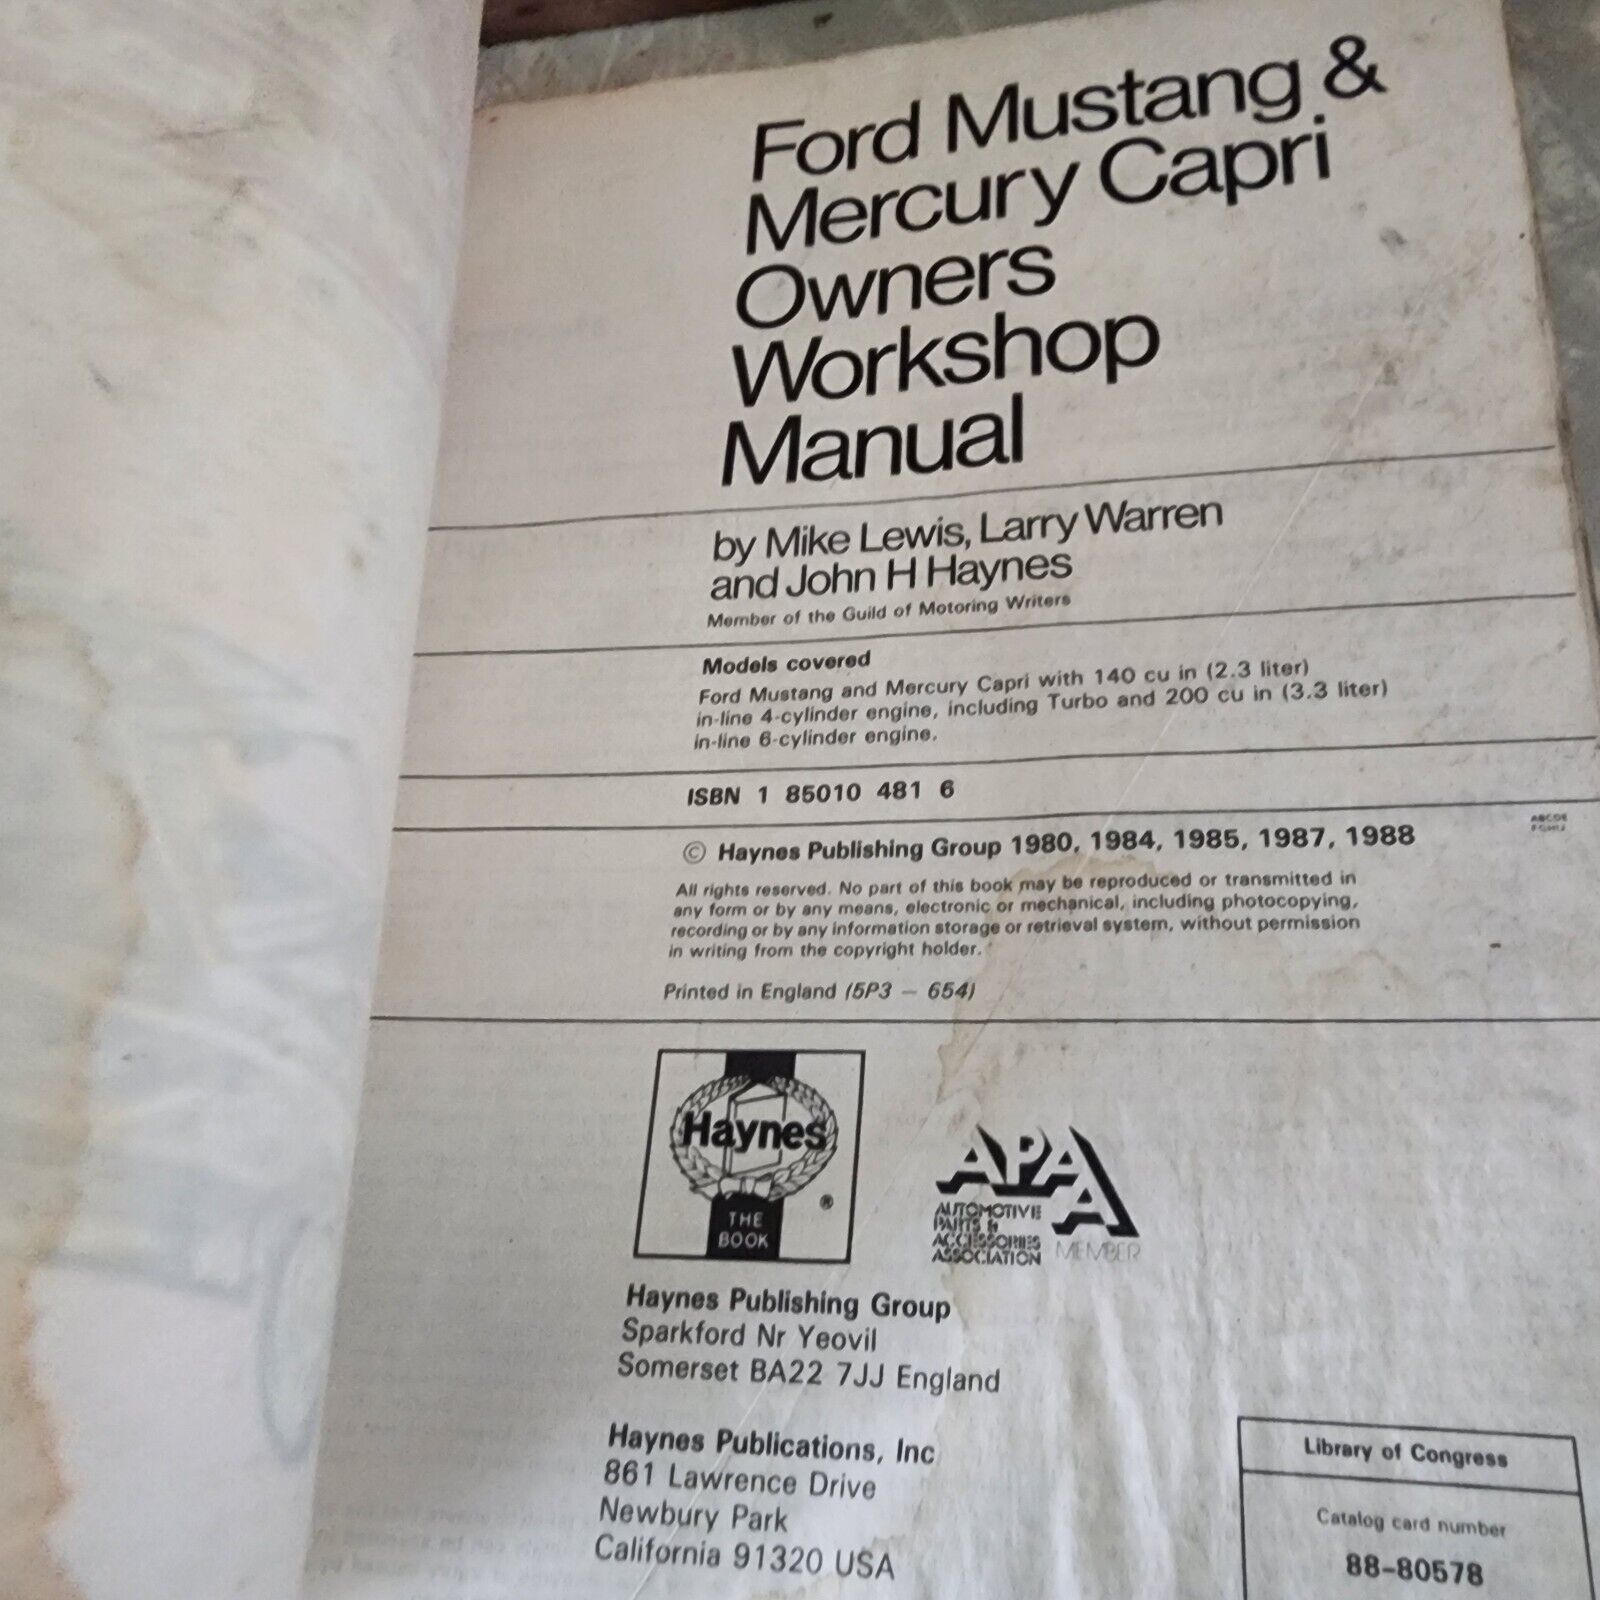 Ford Mustang &
Mercury Capri
Owners
Workshop
Manual
by Mike Lewis, Larry Warren
and John H Haynes
Member of the Guild of Motoring Writers
Models covered
Ford Mustang and Mercury Capri with 140 cu in (2.3 liter)
in-line 4-cylinder engine, including Turbo and 200 cu in (3.3 liter)
in-line 6-cylinder engine.
ISBN 1 85010 481 6
© Haynes Publishing Group 1980, 1984, 1985, 1987, 1988
ABCDE
All rights reserved. No part of this book may be reproduced or transmitted in
any form or by any means, electronic or mechanical, including photocopying,
recording or by any information storage or retrieval system, without permission
in writing from the copyright holder.
Printed in England (5P3 – 654)
Haynes
®
THE
BOOK
APAA
AUTOMOTIVE
PARTS &
ACCESSORIES
ASSOCIATION
MEMBER
Haynes Publishing Group
Sparkford Nr Yeovil
Somerset BA22 7JJ England
Haynes Publications, Inc
861 Lawrence Drive
Newbury Park
California 91320 USA
Library of Congress
Catalog card number
88-80578